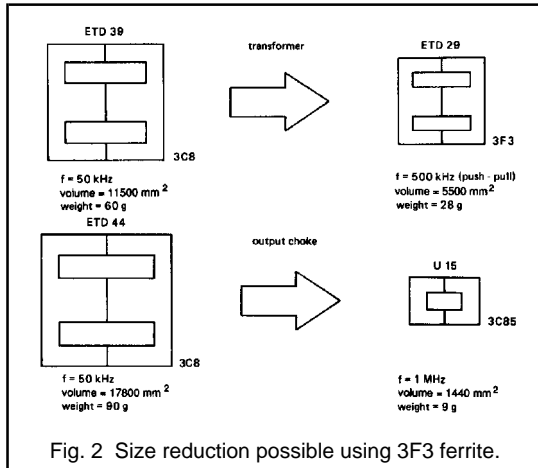 ETD 39
transformer
ETD 29
3C8
3F3
f = 50 kHz
volume = 11500 mm²
weight = 60 g
f = 500 kHz (push - pull)
volume = 5500 mm²
weight = 28 g
ETD 44
output choke
U 15
3C8
3C85
f = 50 kHz
volume = 17800 mm²
weight = 90 g
f = 1 MHz
volume = 1440 mm²
weight = 9 g
Fig. 2 Size reduction possible using 3F3 ferrite.